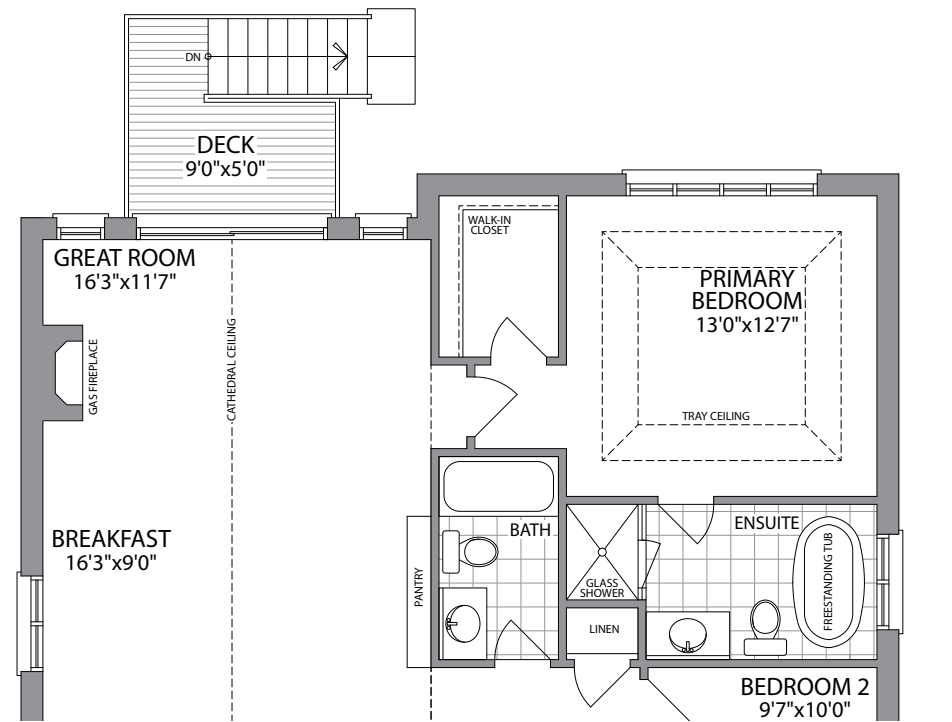 DN
DECK
9'0"x5'0"
WALK-IN
CLOSET
GREAT ROOM
16'3"x11'7"
PRIMARY
BEDROOM
13'0"x12'7"
GAS FIREPLACE
CATHEDRAL CEILING
TRAY CEILING
BREAKFAST
16'3"x9'0"
PANTRY
BATH
ENSUITE
GLASS
SHOWER
FREESTANDING TUB
LINEN
BEDROOM 2
9'7"x10'0"